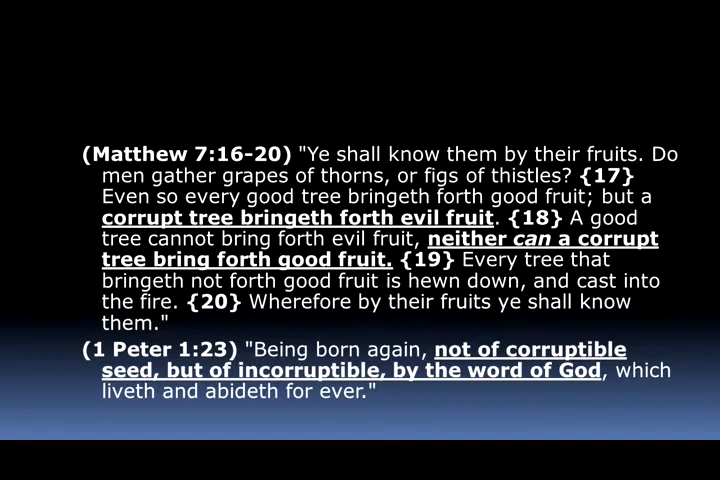 (Matthew 7:16-20) "Ye shall know them by their fruits. Do
men gather grapes of thorns, or figs of thistles? {17}
Even so every good tree bringeth forth good fruit; but a
corrupt tree bringeth forth evil fruit. {18} A good
tree cannot bring forth evil fruit, neither can a corrupt
tree bring forth good fruit. {19} Every tree that
bringeth not forth good fruit is hewn down, and cast into
the fire. {20} Wherefore by their fruits ye shall know
them."
(1 Peter 1:23) "Being born again, not of corruptible
seed, but of incorruptible, by the word of God, which
liveth and abideth for ever."